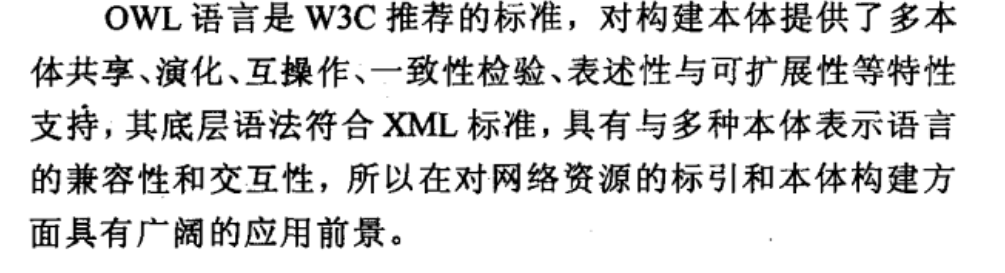 OWL 语言是 W3C 推荐的标准，对构建本体提供了多本
体共享、演化、互操作、一致性检验、表述性与可扩展性等特性
支持，其底层语法符合 XML 标准，具有与多种本体表示语言
的兼容性和交互性，所以在对网络资源的标引和本体构建方
面具有广阔的应用前景。